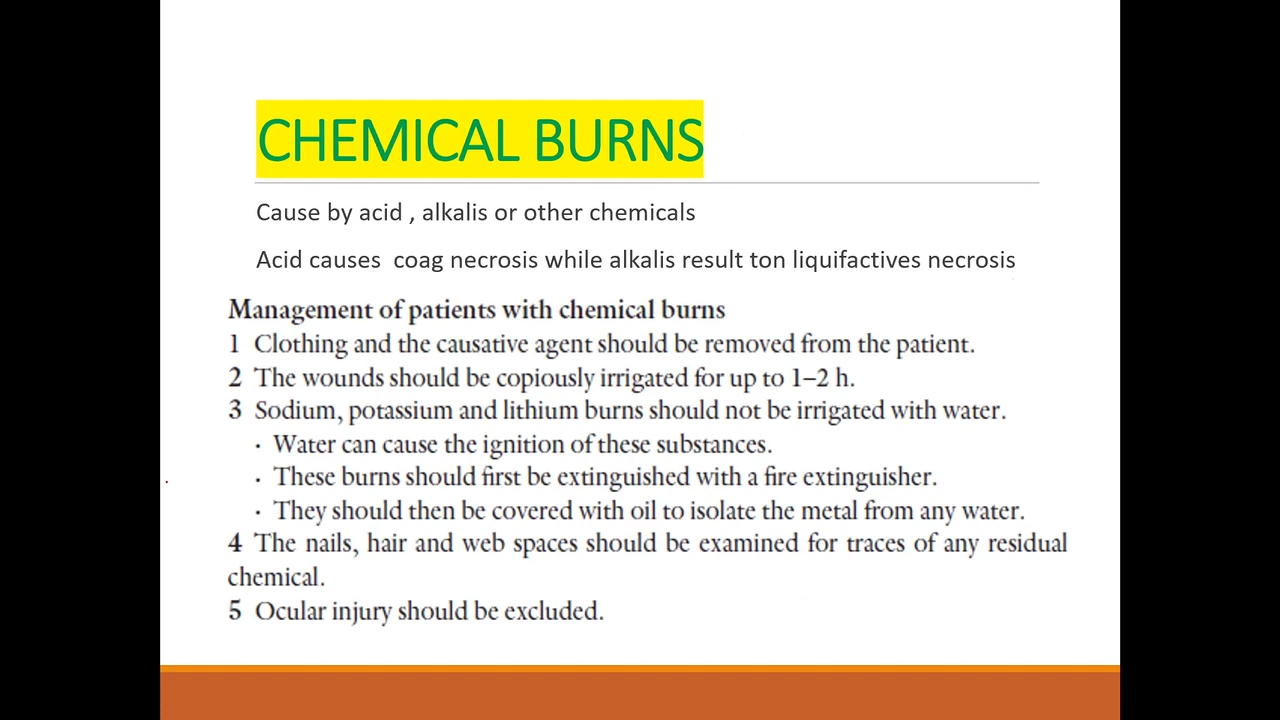 CHEMICAL BURNS
Cause by acid , alkalis or other chemicals
Acid causes  coag necrosis while alkalis result ton liquifactives necrosis
Management of patients with chemical burns
1 Clothing and the causative agent should be removed from the patient.
2 The wounds should be copiously irrigated for up to 1–2 h.
3 Sodium, potassium and lithium burns should not be irrigated with water.
· Water can cause the ignition of these substances.
· These burns should first be extinguished with a fire extinguisher.
· They should then be covered with oil to isolate the metal from any water.
4 The nails, hair and web spaces should be examined for traces of any residual
chemical.
5 Ocular injury should be excluded.